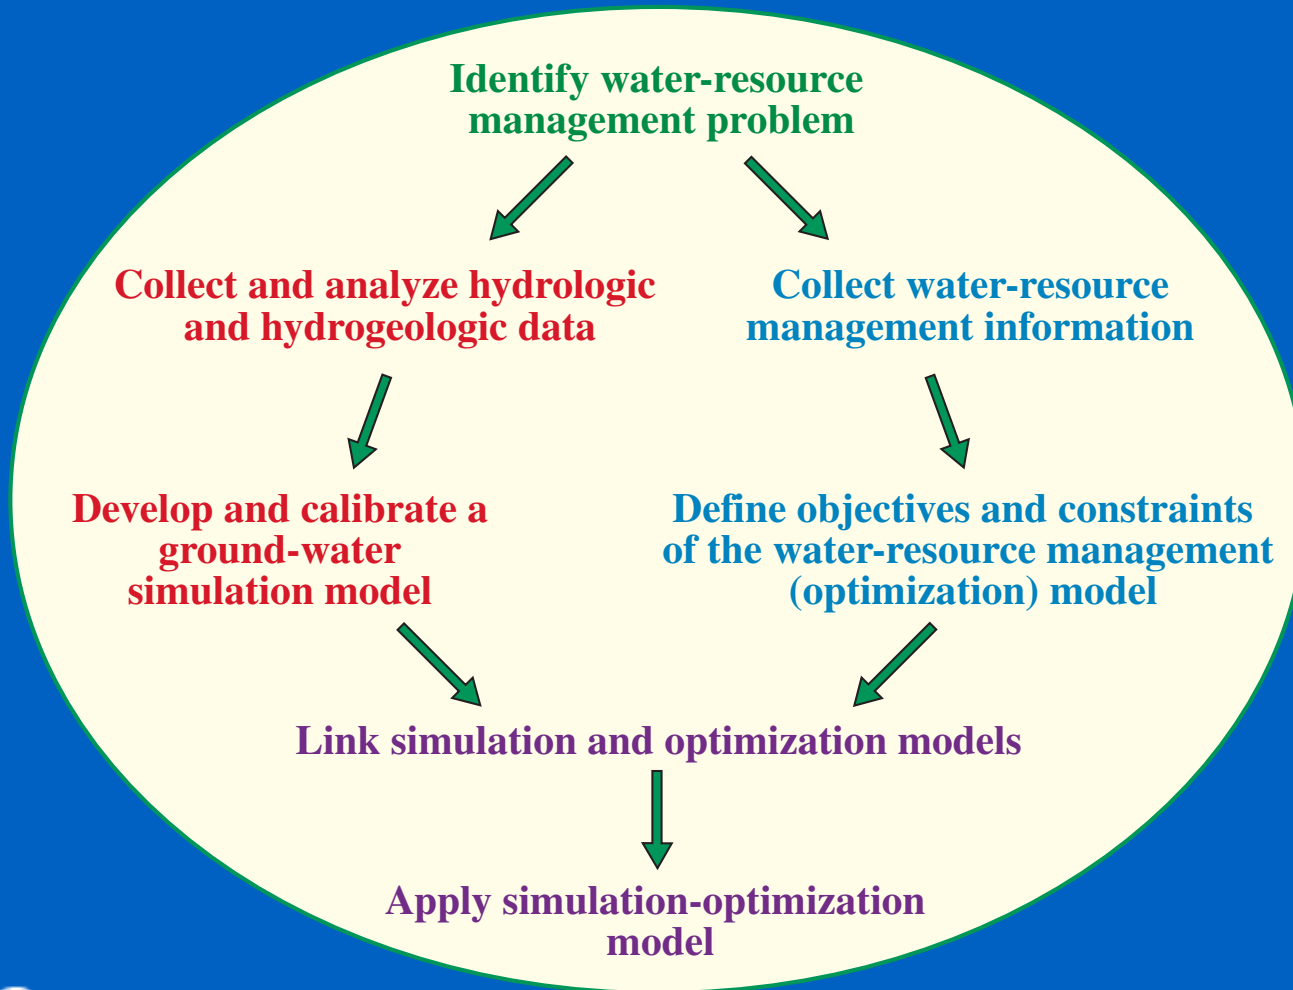 Identify water-resource
management problem
Collect and analyze hydrologic
and hydrogeologic data
Collect water-resource
management information
Develop and calibrate a
ground-water
simulation model
Define objectives and constraints
of the water-resource management
(optimization) model
Link simulation and optimization models
Apply simulation-optimization
model